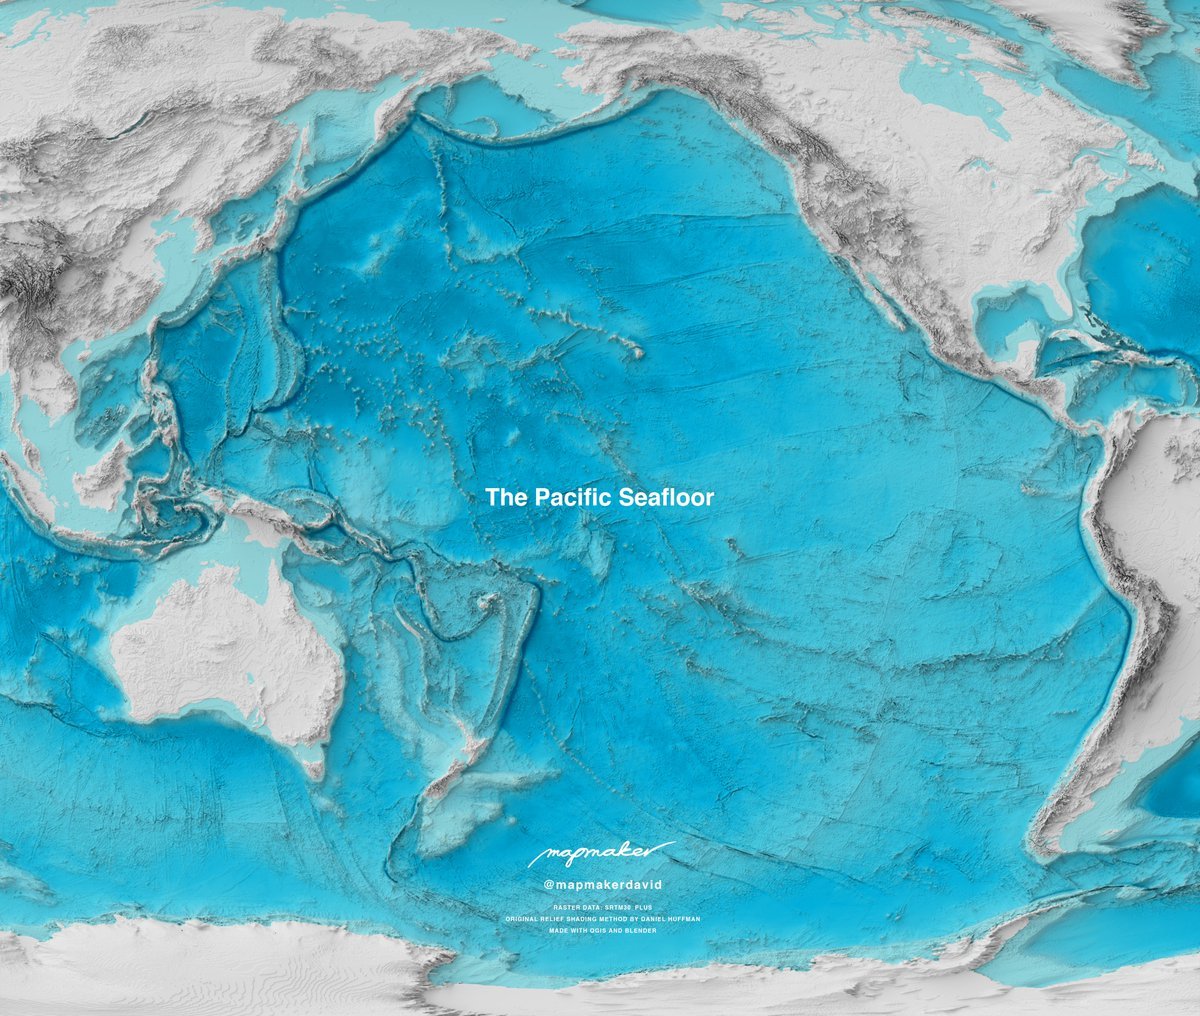 The Pacific Seafloor
mapmaker
@mapmakerdavid
RASTER DATA: SRTM30_PLUS
ORIGINAL RELIEF SHADING METHOD BY DANIEL HUFFMAN
MADE WITH QGIS AND BLENDER